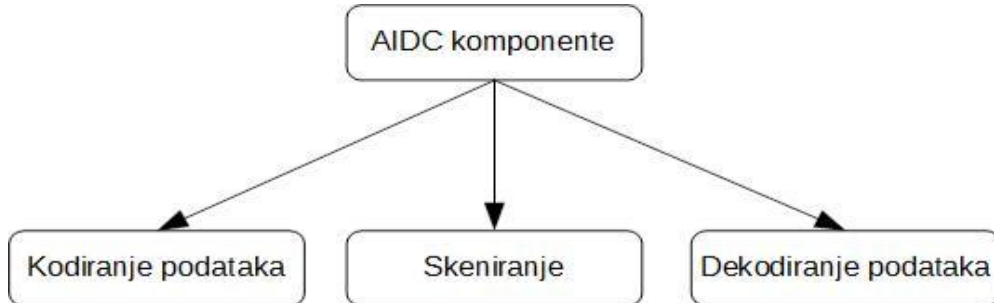 AIDC komponente
Kodiranje podataka
Skeniranje
Dekodiranje podataka